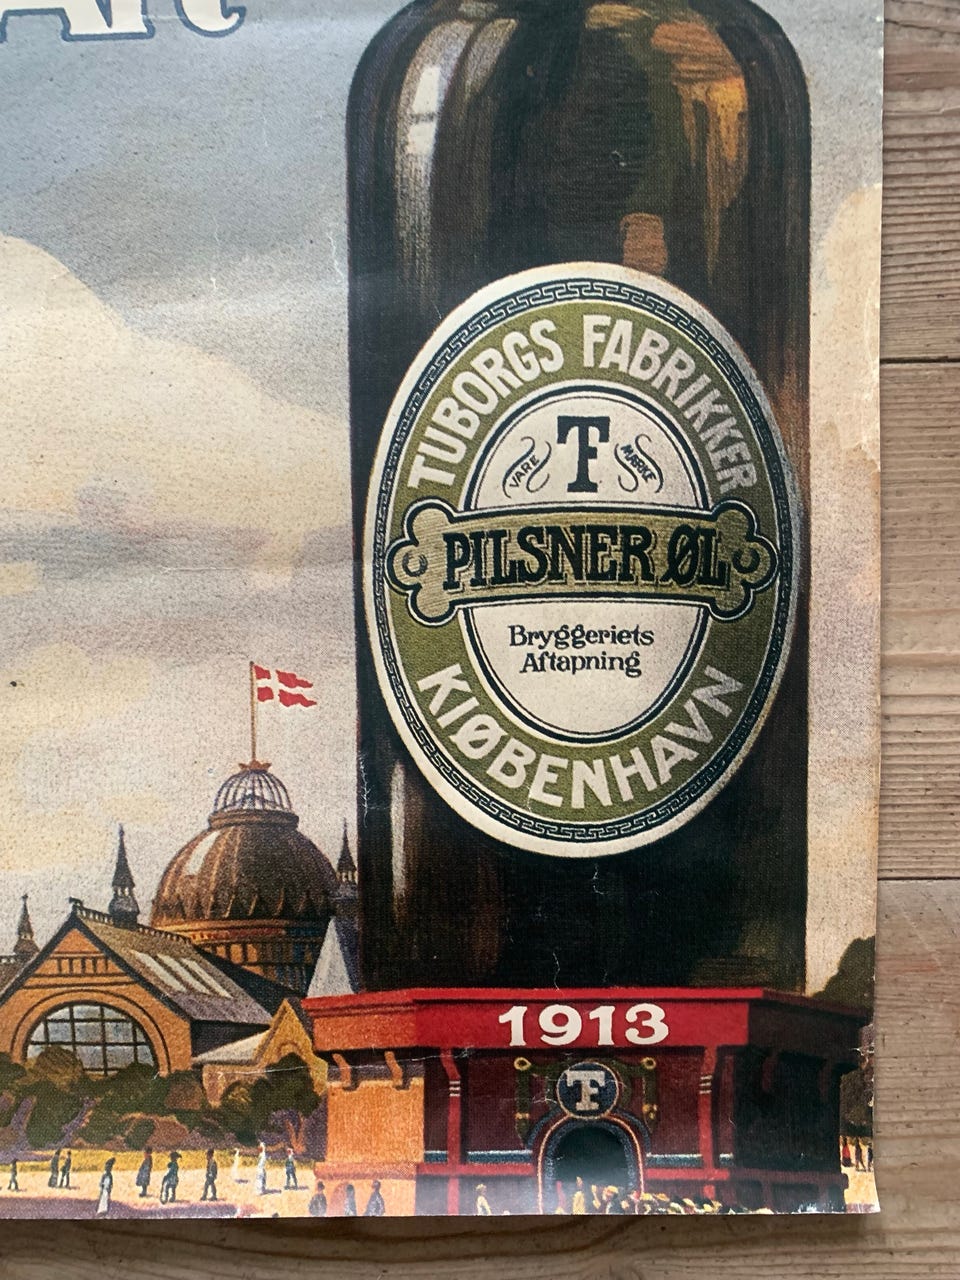 TUBORGS FABRIKKER
VARE T MÆRKE
PILSNER ØL
Bryggeriets
Aftapning
KIØBENHAVN
1913
T